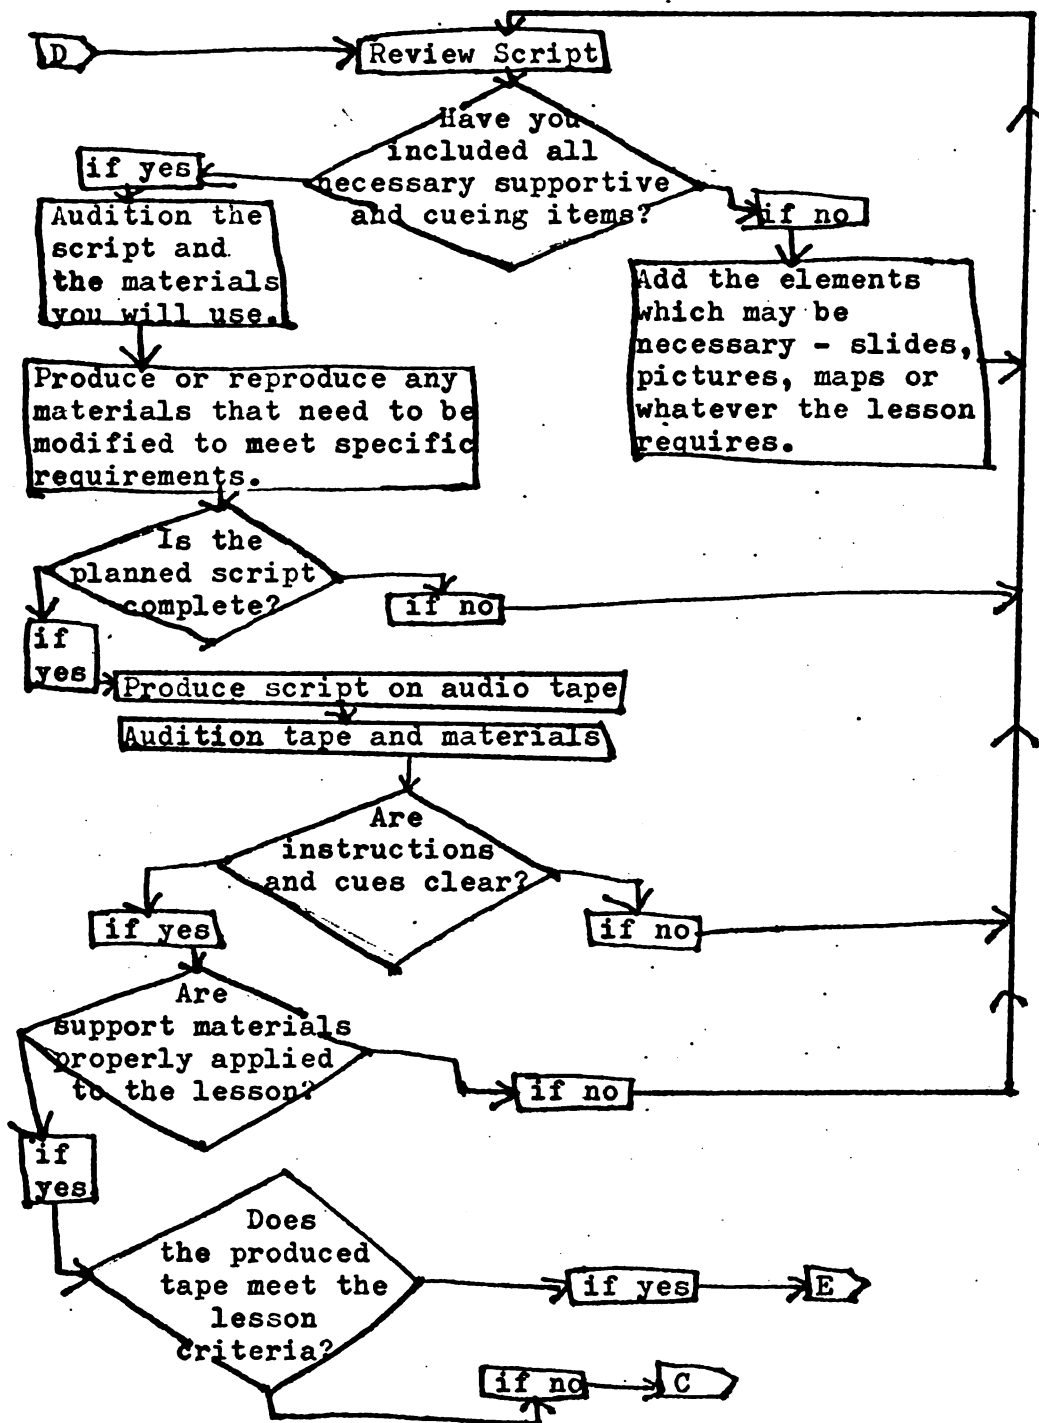 D
Review Script
Have you
included all
necessary supportive
and cueing items?
if yes
if no
Audition the
script and
the materials
you will use.
Add the elements
which may be
necessary - slides,
pictures, maps or
whatever the lesson
requires.
Produce or reproduce any
materials that need to be
modified to meet specific
requirements.
Is the
planned script
complete?
if no
if
yes
Produce script on audio tape
Audition tape and materials
Are
instructions
and cues clear?
if yes
if no
Are
support materials
properly applied
to the lesson?
if no
if
yes
Does
the produced
tape meet the
lesson
criteria?
if yes
E
if no
C